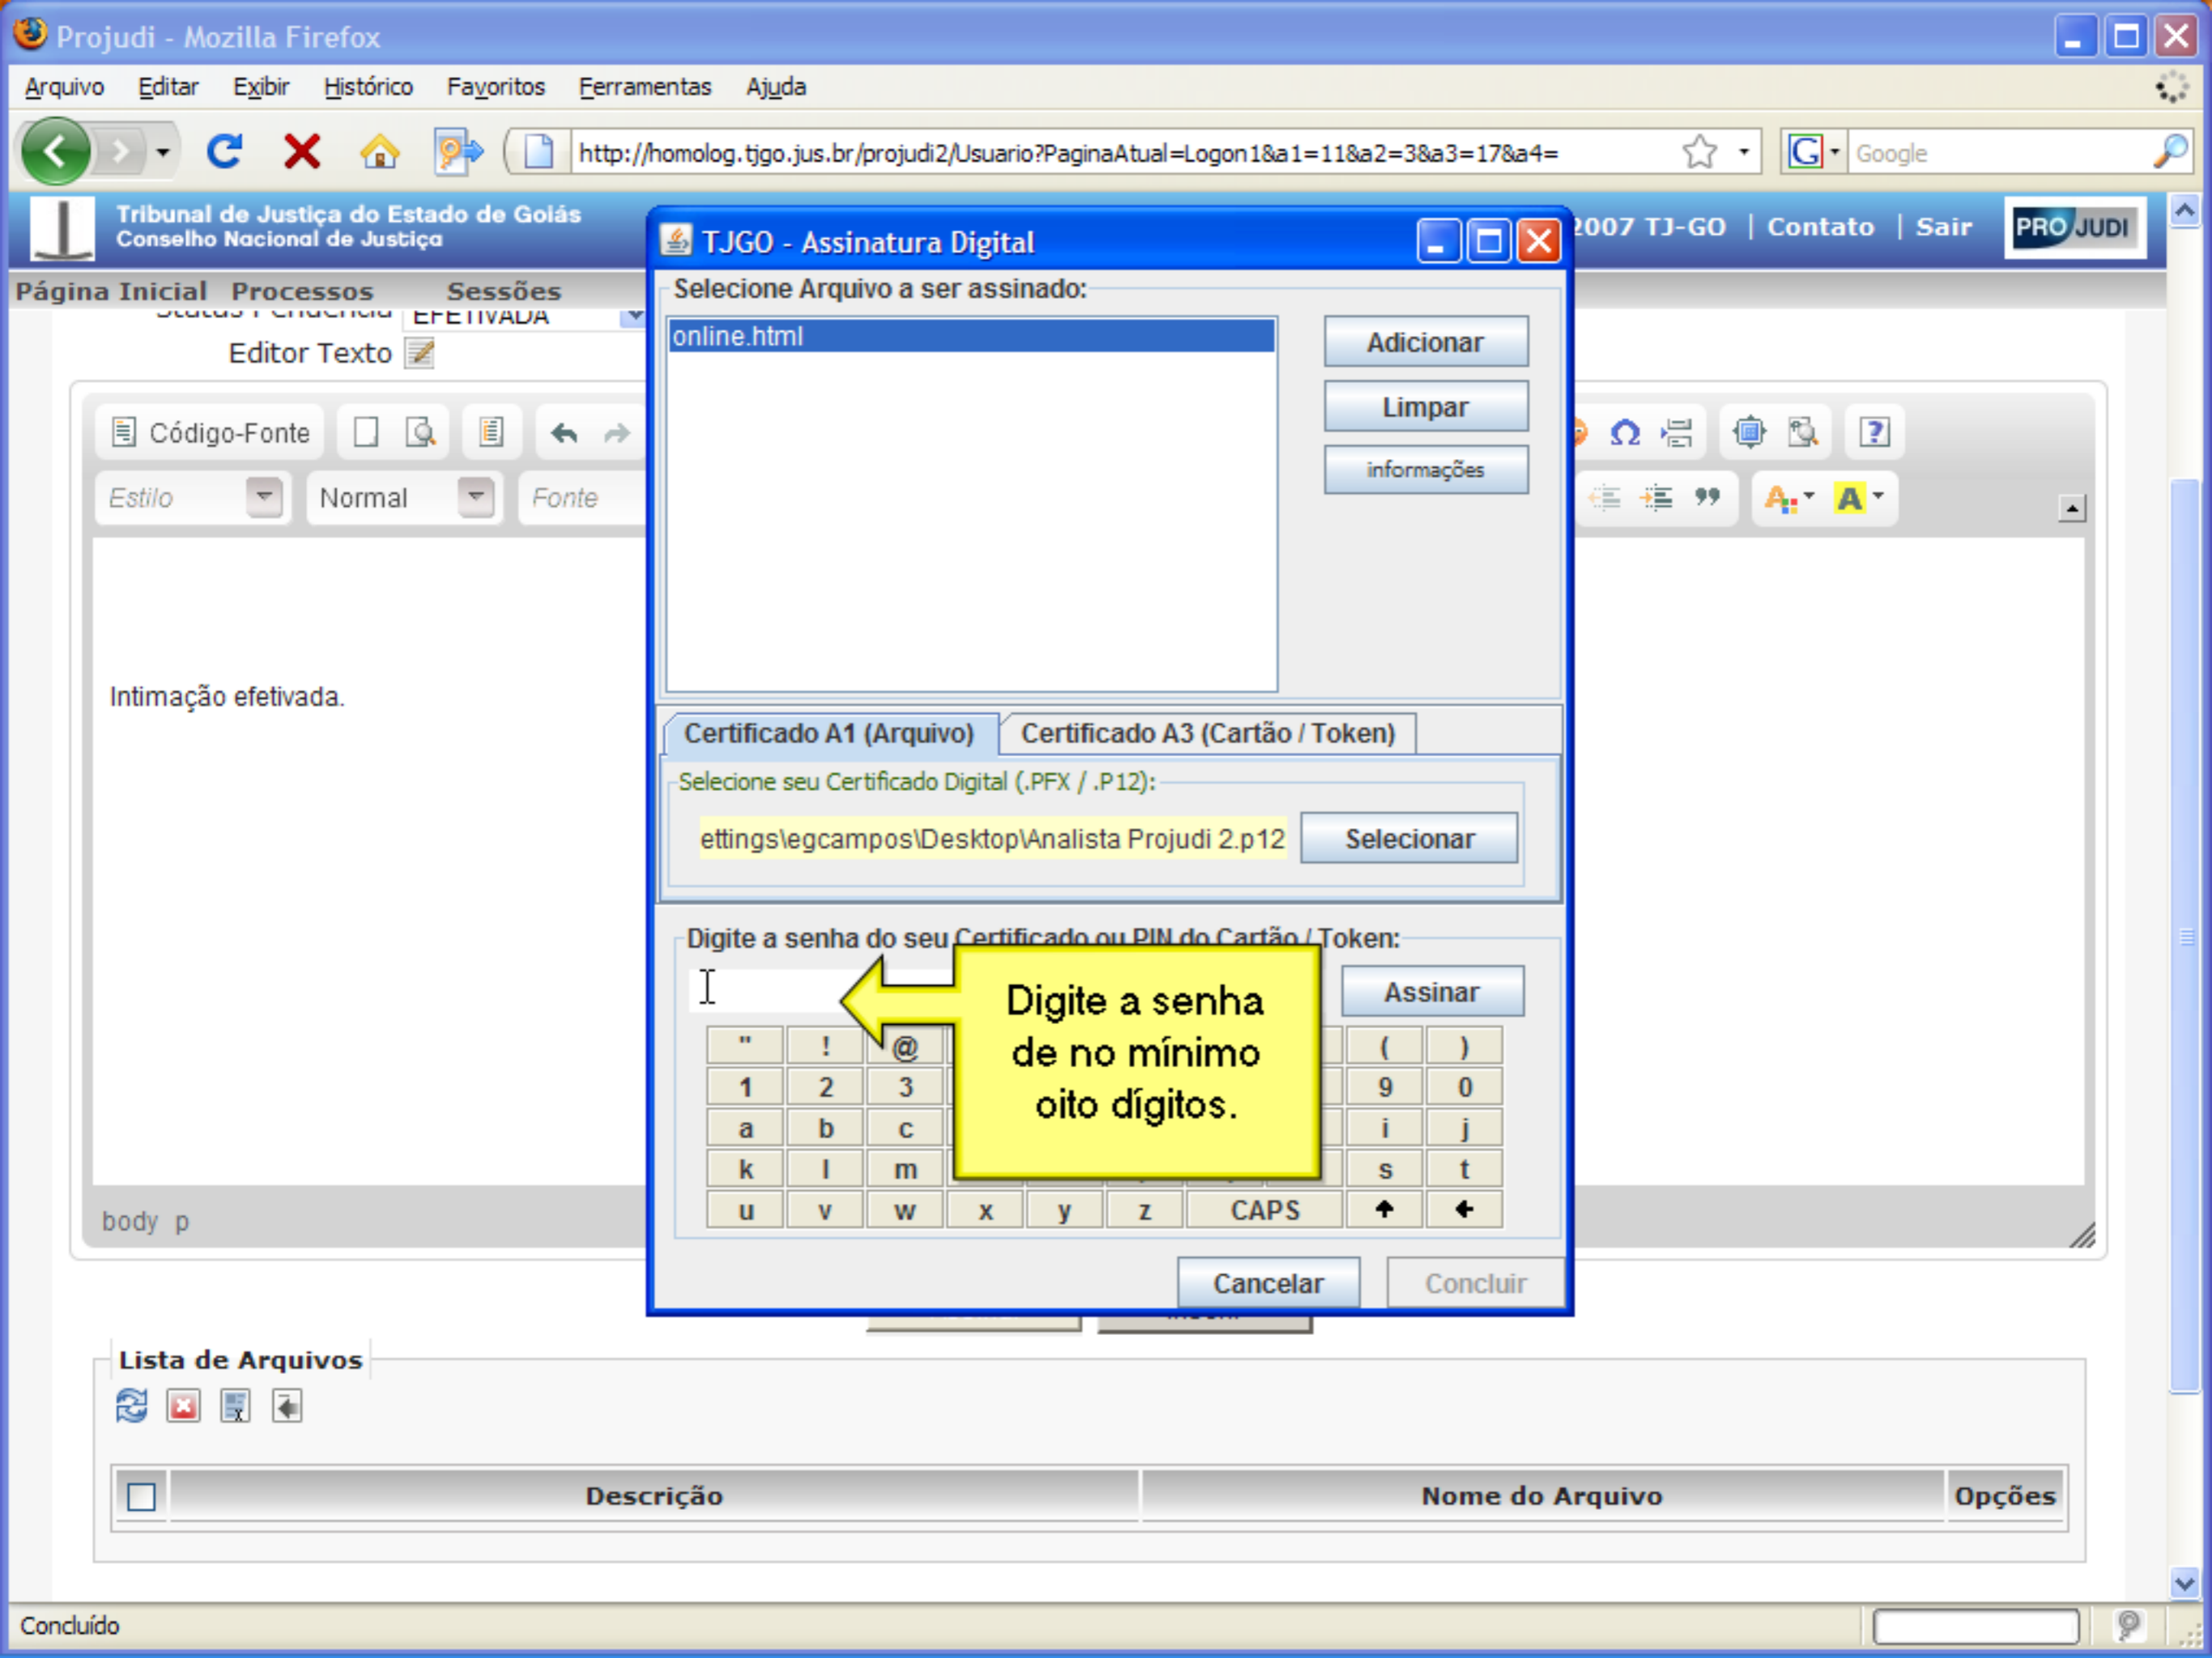 Projudi - Mozilla Firefox
Arquivo Editar Exibir Histórico Favoritos Ferramentas Ajuda
http://homolog.tjgo.jus.br/projudi2/Usuario?PaginaAtual=Logon1&a1=11&a2=3&a3=17&a4=
G Google
Tribunal de Justiça do Estado de Goiás
Conselho Nacional de Justiça
2007 TJ-GO | Contato | Sair
PROJUDI
Página Inicial Processos Sessões
Status Pendência EFETIVADA
Editor Texto
Código-Fonte
Estilo Normal Fonte
Intimação efetivada.
body p
TJGO - Assinatura Digital
Selecione Arquivo a ser assinado:
online.html
Adicionar
Limpar
informações
Certificado A1 (Arquivo) Certificado A3 (Cartão / Token)
Selecione seu Certificado Digital (.PFX / .P12):
ettings\egcampos\Desktop\Analista Projudi 2.p12 Selecionar
Digite a senha do seu Certificado ou PIN do Cartão / Token:
Assinar
Digite a senha
de no mínimo
oito dígitos.
" ! @ ( )
1 2 3 9 0
a b c i j
k l m s t
u v w x y z CAPS
Cancelar Concluir
Lista de Arquivos
Descrição Nome do Arquivo Opções
Concluído